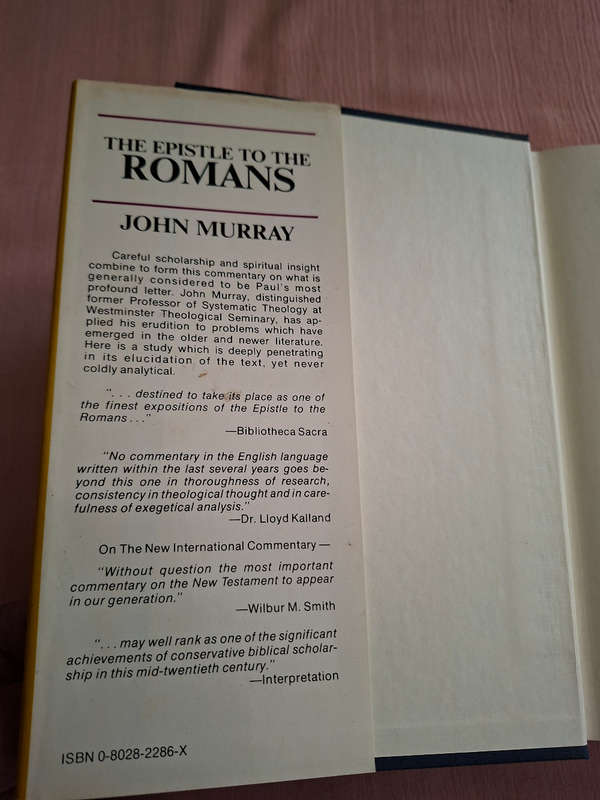 THE EPISTLE TO THE
ROMANS
JOHN MURRAY
Careful scholarship and spiritual insight
combine to form this commentary on what is
generally considered to be Paul's most
profound letter. John Murray, distinguished
former Professor of Systematic Theology at
Westminster Theological Seminary, has ap-
plied his erudition to problems which have
emerged in the older and newer literature.
Here is a study which is deeply penetrating
in its elucidation of the text, yet never
coldly analytical.
". . . destined to take its place as one of
the finest expositions of the Epistle to the
Romans . . ."
—Bibliotheca Sacra
"No commentary in the English language
written within the last several years goes be-
yond this one in thoroughness of research,
consistency in theological thought and in care-
fulness of exegetical analysis."
—Dr. Lloyd Kalland
On The New International Commentary —
"Without question the most important
commentary on the New Testament to appear
in our generation."
—Wilbur M. Smith
". . . may well rank as one of the significant
achievements of conservative biblical scholar-
ship in this mid-twentieth century."
—Interpretation
ISBN 0-8028-2286-X